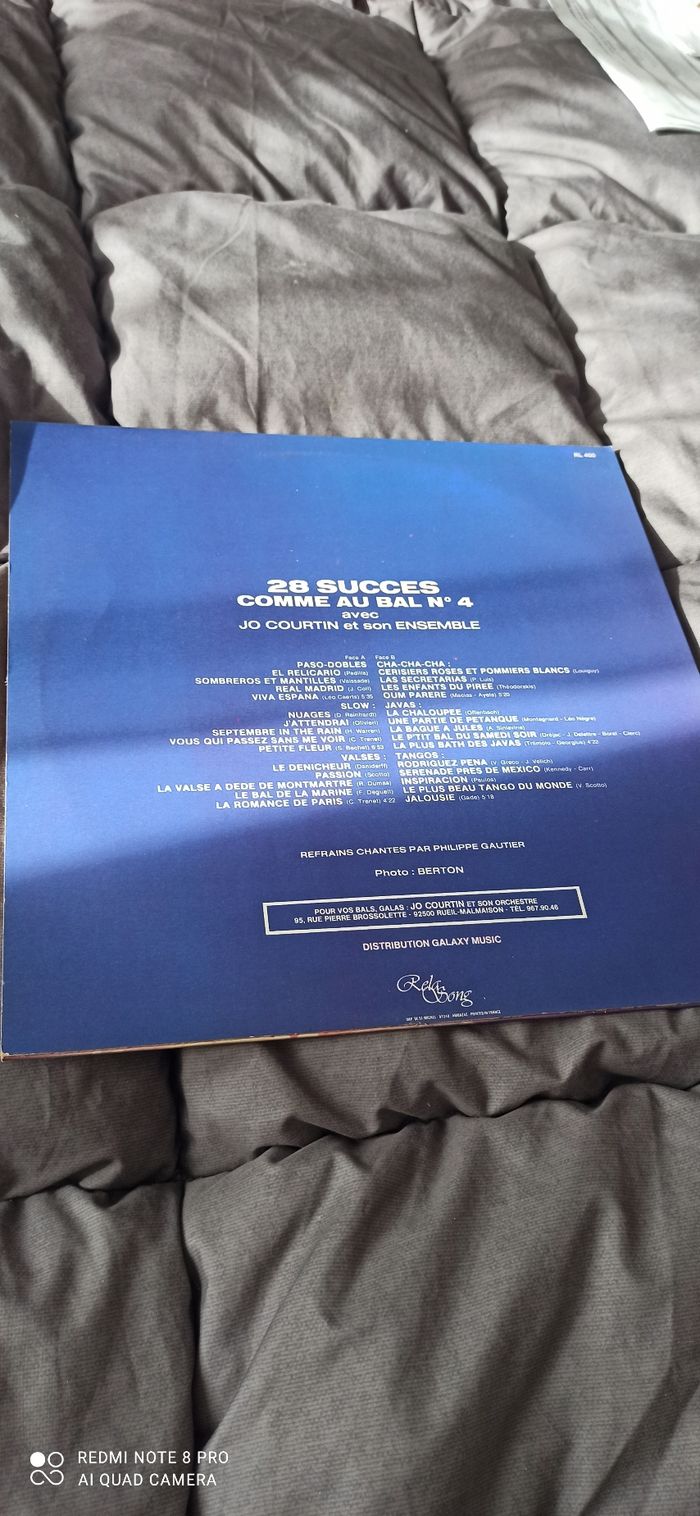 RL 400
28 SUCCES
COMME AU BAL N° 4
avec
JO COURTIN et son ENSEMBLE
Face A Face B
PASO-DOBLES CHA-CHA-CHA :
EL RELICARIO (Padilla) CERISIERS ROSES ET POMMIERS BLANCS (Louiguy)
SOMBREROS ET MANTILLES (Vaissade) LAS SECRETARIAS (P. Luis)
REAL MADRID (J. Coll) LES ENFANTS DU PIREE (Theodorakis)
VIVA ESPANA (Léo Caerts) 5'35 OUM PARERE (Macias - Ayela) 5'20
SLOW : JAVAS :
NUAGES (D. Reinhardt) LA CHALOUPEE (Offenbach)
J'ATTENDRAI (Olivieri) UNE PARTIE DE PETANQUE (Montagnard - Léo Nègre)
SEPTEMBRE IN THE RAIN (H. Warren) LA BAGUE A JULES (A. Siniavine)
VOUS QUI PASSEZ SANS ME VOIR (C. Trenet) LE P'TIT BAL DU SAMEDI SOIR (Dréjac - J. Delettre - Borel - Clerc)
PETITE FLEUR (S. Bechet) 6'53 LA PLUS BATH DES JAVAS (Trémolo - Georgius) 4'22
VALSES : TANGOS :
LE DENICHEUR (Daniderff) RODRIGUEZ PENA (V. Greco - J. Velich)
PASSION (Scotto) SERENADE PRES DE MEXICO (Kennedy - Carr)
LA VALSE A DEDE DE MONTMARTRE (R. Dumas) INSPIRACION (Paulos)
LE BAL DE LA MARINE (F. Deguelt) LE PLUS BEAU TANGO DU MONDE (V. Scotto)
LA ROMANCE DE PARIS (C. Trenet) 4'22 JALOUSIE (Gade) 5'18
REFRAINS CHANTES PAR PHILIPPE GAUTIER
Photo : BERTON
POUR VOS BALS, GALAS : JO COURTIN ET SON ORCHESTRE
95, RUE PIERRE BROSSOLETTE - 92500 RUEIL-MALMAISON - TÉL. 967.90.46
DISTRIBUTION GALAXY MUSIC
Rela Song
REDMI NOTE 8 PRO
AI QUAD CAMERA